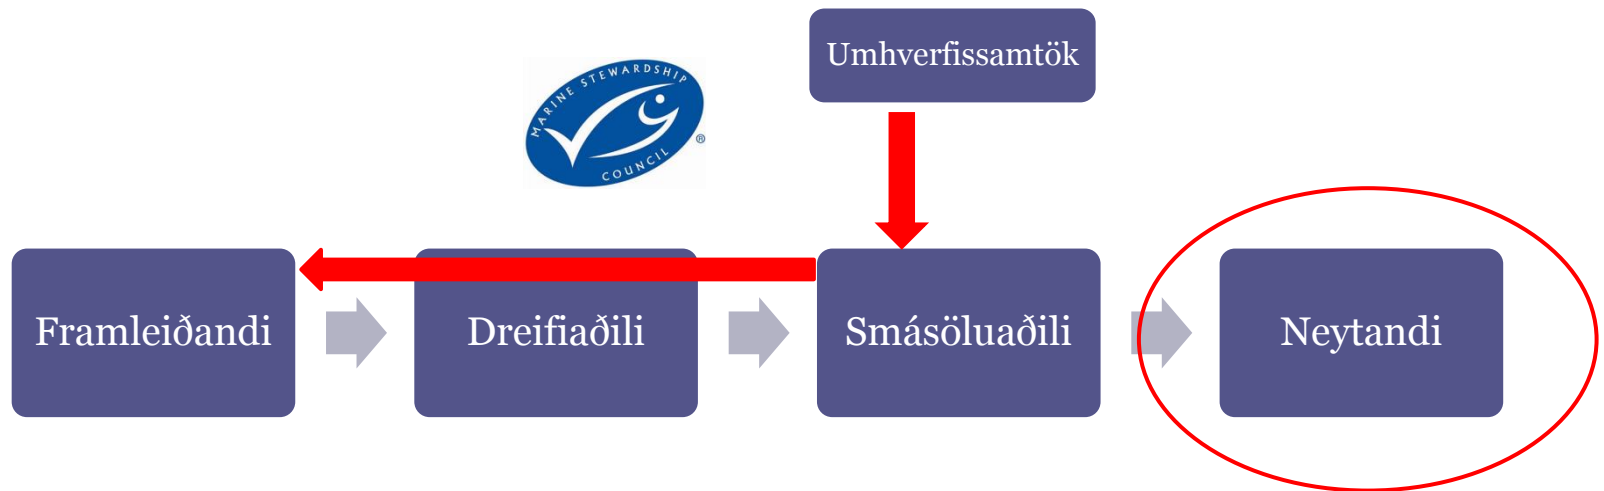 Umhverfissamtök
MARINE STEWARDSHIP
COUNCIL
®
Framleiðandi
Dreifiaðili
Smásöluaðili
Neytandi